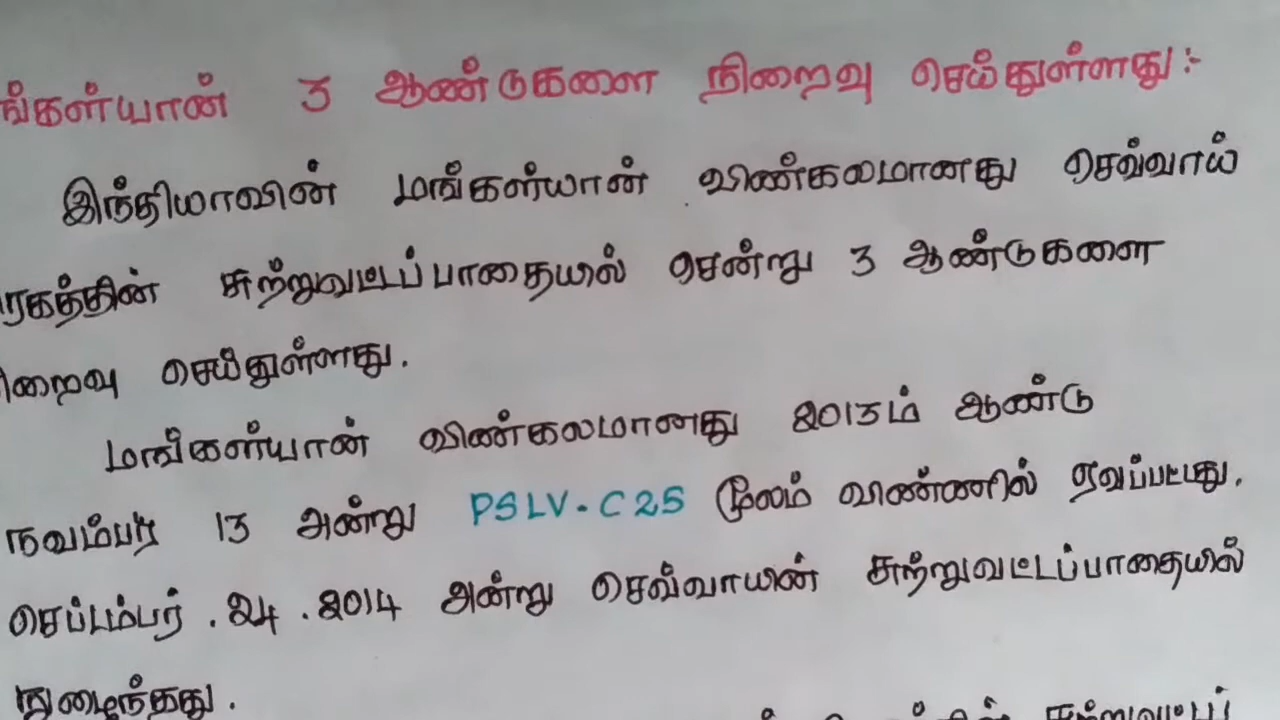 ங்கள்யான் 3 ஆண்டுகளை நிறைவு செய்துள்ளது:-
இந்தியாவின் மங்கள்யான் விண்கலமானது செவ்வாய்
ரகத்தின் சுற்றுவட்டப்பாதையில் சென்று 3 ஆண்டுகளை
றைவு செய்துள்ளது.
மங்கள்யான் விண்கலமானது 2013ம் ஆண்டு
நவம்பர் 13 அன்று PSLV-C25 மூலம் விண்ணில் ஏவப்பட்டது.
செப்டம்பர் .24 .2014 அன்று செவ்வாயின் சுற்றுவட்டப்பாதையில்
நுழைந்தது.
சுற்றுவட்டப்